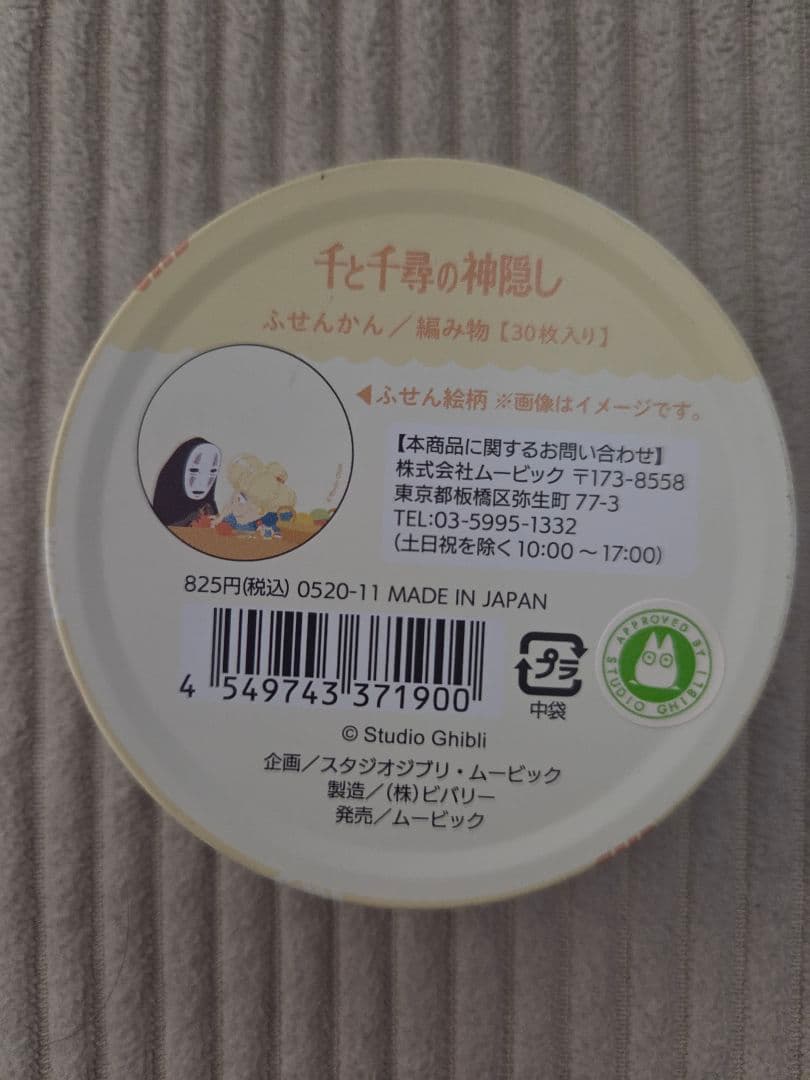 千と千尋の神隠し
ふせんかん／編み物【30枚入り】
◀ふせん絵柄 ※画像はイメージです。
【本商品に関するお問い合わせ】
株式会社ムービック 〒173-8558
東京都板橋区弥生町 77-3
TEL:03-5995-1332
(土日祝を除く 10:00 ～ 17:00)
825円(税込) 0520-11 MADE IN JAPAN
4 549743 371900
プラ
中袋
APPROVED BY
STUDIO GHIBLI
© Studio Ghibli
企画／スタジオジブリ・ムービック
製造／(株)ビバリー
発売／ムービック